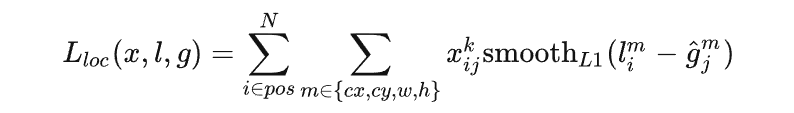 $L_{loc}(x, l, g) = \sum_{i \in pos}^{N} \sum_{m \in \{cx, cy, w, h\}} x_{ij}^{k} \text{smooth}_{L1}(l_i^m - \hat{g}_j^m)$